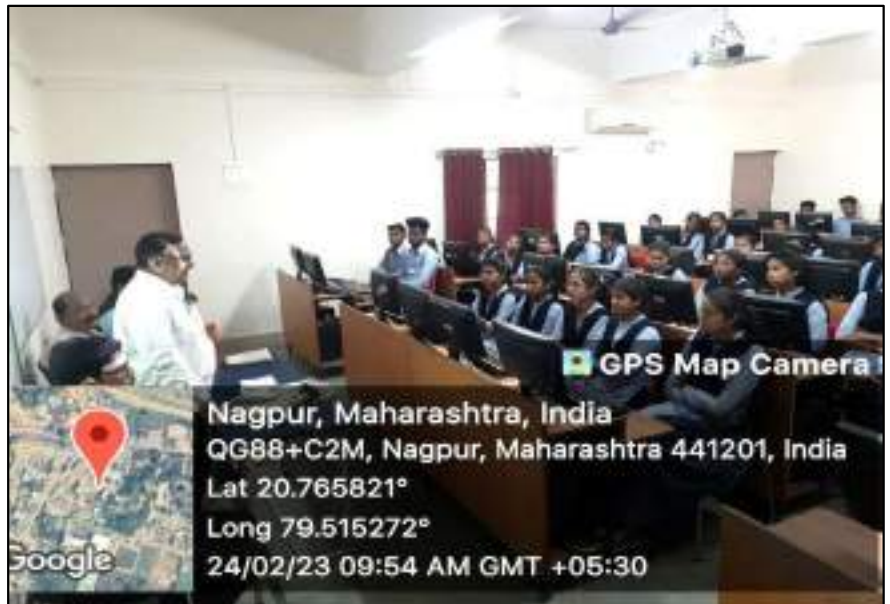 GPS Map Camera
Nagpur, Maharashtra, India
QG88+C2M, Nagpur, Maharashtra 441201, India
Lat 20.765821°
Long 79.515272°
24/02/23 09:54 AM GMT +05:30
Google